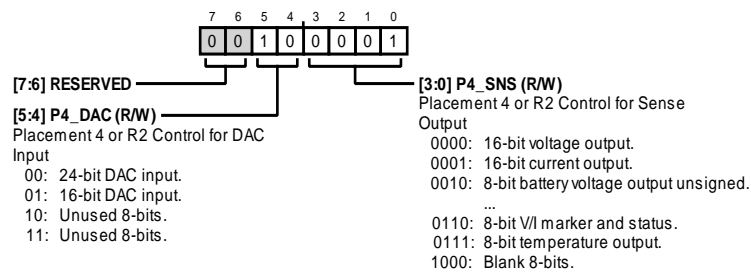 7 6 5 4 3 2 1 0
0 0 1 0 0 0 0 1
[7:6] RESERVED
[5:4] P4_DAC (R/W)
Placement 4 or R2 Control for DAC
Input
00: 24-bit DAC input.
01: 16-bit DAC input.
10: Unused 8-bits.
11: Unused 8-bits.
[3:0] P4_SNS (R/W)
Placement 4 or R2 Control for Sense
Output
0000: 16-bit voltage output.
0001: 16-bit current output.
0010: 8-bit battery voltage output unsigned.
...
0110: 8-bit V/I marker and status.
0111: 8-bit temperature output.
1000: Blank 8-bits.